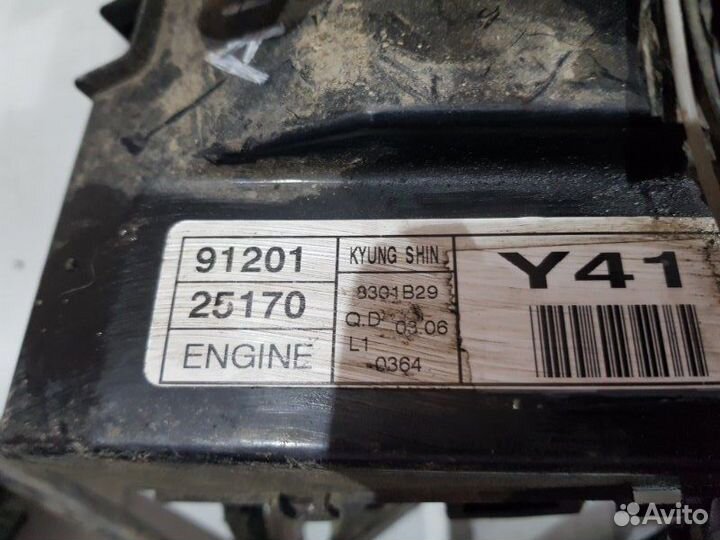 91201
25170
ENGINE
KYUNG SHIN
8301B29
Q.D 03.06
L1
0364
Y41
Avito